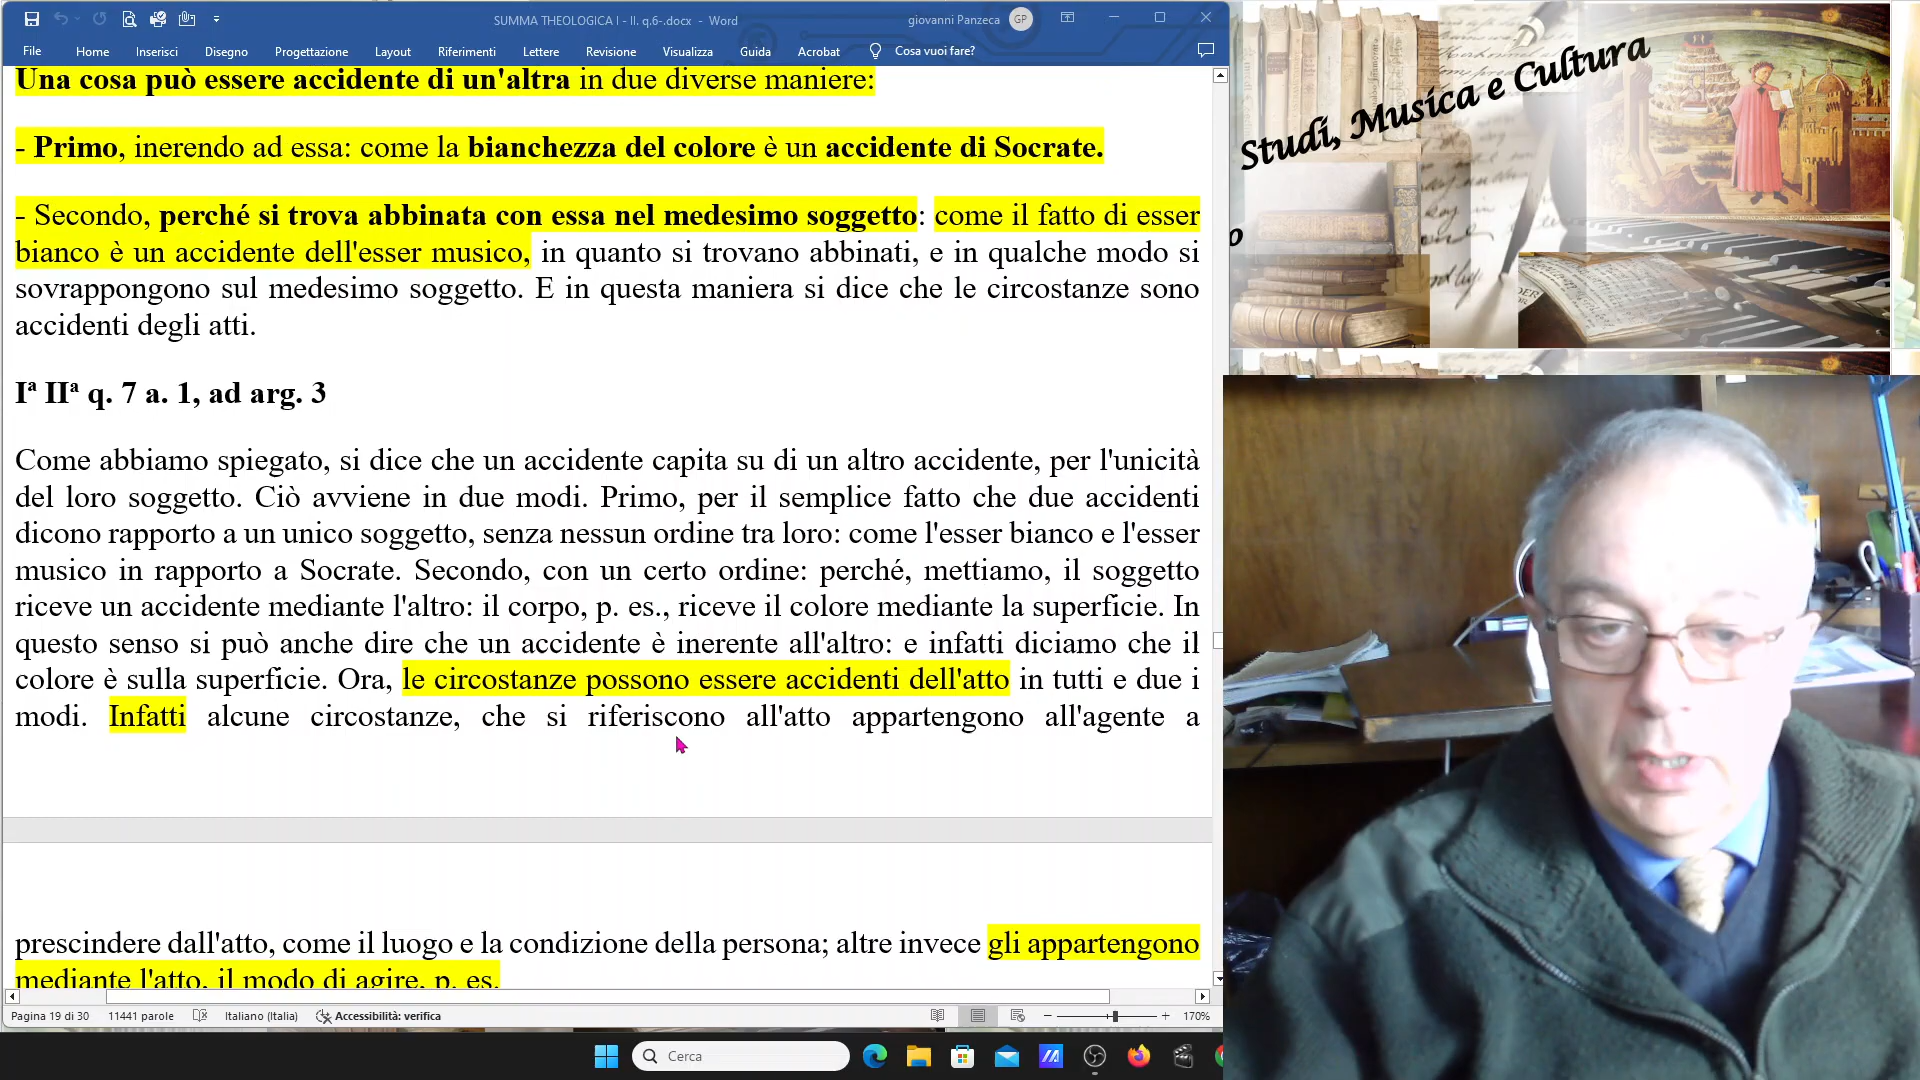 SUMMA THEOLOGICA I - II. q.6-.docx - Word
giovanni Panzeca
GP
File Home Inserisci Disegno Progettazione Layout Riferimenti Lettere Revisione Visualizza Guida Acrobat Cosa vuoi fare?
Una cosa può essere accidente di un'altra in due diverse maniere:
- Primo, inerendo ad essa: come la bianchezza del colore è un accidente di Socrate.
- Secondo, perché si trova abbinata con essa nel medesimo soggetto: come il fatto di esser
bianco è un accidente dell'esser musico, in quanto si trovano abbinati, e in qualche modo si
sovrappongono sul medesimo soggetto. E in questa maniera si dice che le circostanze sono
accidenti degli atti.
Iª IIª q. 7 a. 1, ad arg. 3
Come abbiamo spiegato, si dice che un accidente capita su di un altro accidente, per l'unicità
del loro soggetto. Ciò avviene in due modi. Primo, per il semplice fatto che due accidenti
dicono rapporto a un unico soggetto, senza nessun ordine tra loro: come l'esser bianco e l'esser
musico in rapporto a Socrate. Secondo, con un certo ordine: perché, mettiamo, il soggetto
riceve un accidente mediante l'altro: il corpo, p. es., riceve il colore mediante la superficie. In
questo senso si può anche dire che un accidente è inerente all'altro: e infatti diciamo che il
colore è sulla superficie. Ora, le circostanze possono essere accidenti dell'atto in tutti e due i
modi. Infatti alcune circostanze, che si riferiscono all'atto appartengono all'agente a
prescindere dall'atto, come il luogo e la condizione della persona; altre invece gli appartengono
mediante l'atto, il modo di agire, p. es.
Pagina 19 di 30 11441 parole Italiano (Italia) Accessibilità: verifica 170%
Cerca
Studi, Musica e Cultura
o